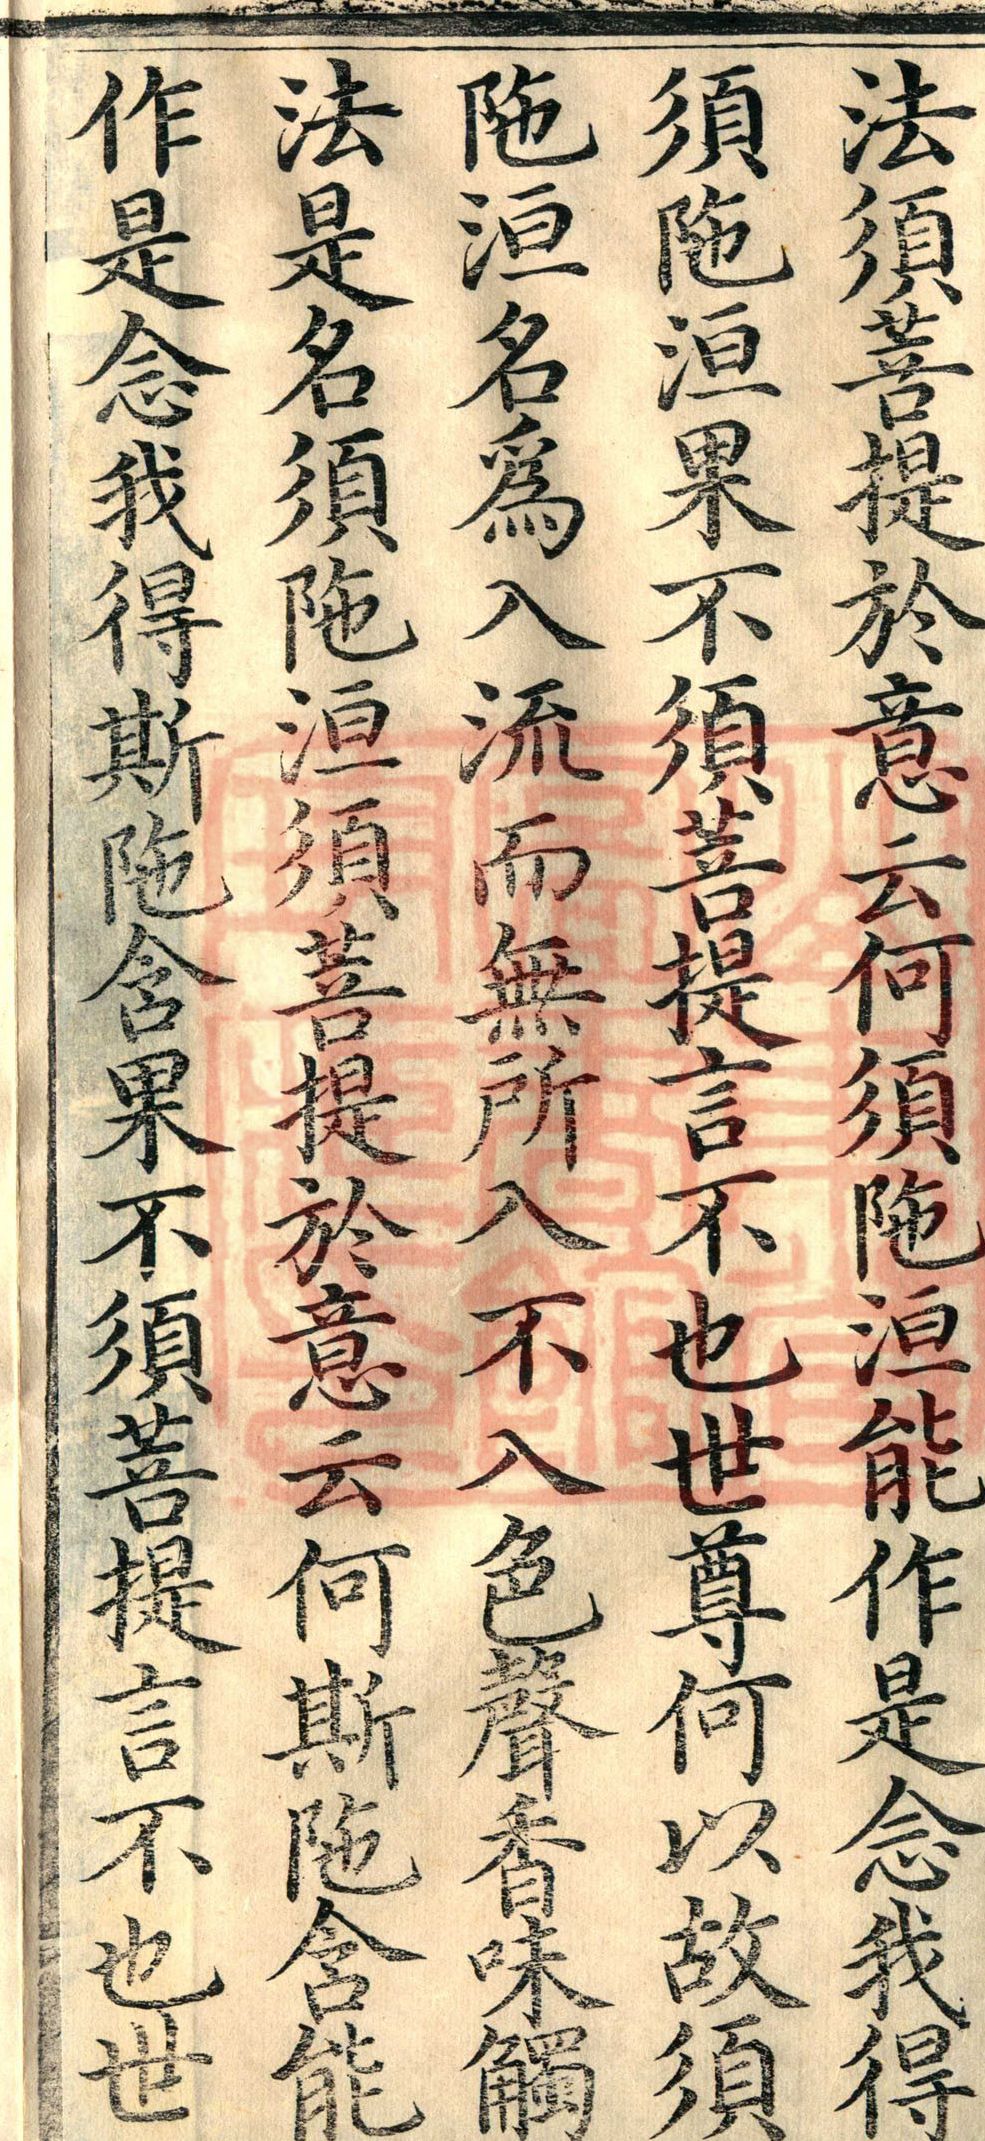 法須菩提於意云何須陁洹能作是念我得
須陁洹果不須菩提言不也世尊何以故須
陁洹名爲入流而無所入不入色聲香味觸
法是名須陁洹須菩提於意云何斯陁含能
作是念我得斯陁含果不須菩提言不也世